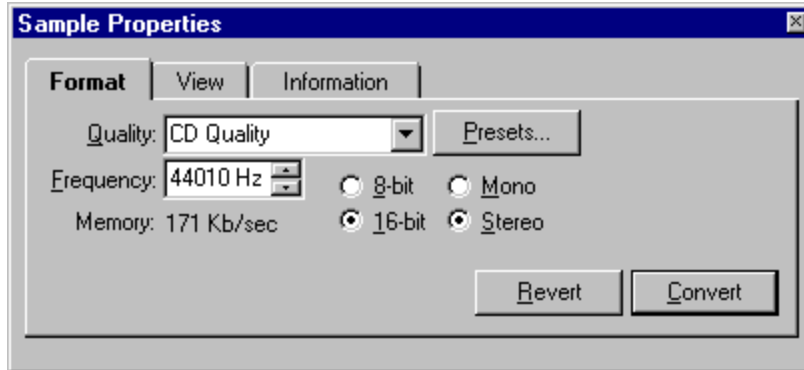 Sample Properties
Format View Information
Quality: CD Quality Presets...
Frequency: 44010 Hz 8-bit Mono
Memory: 171 Kb/sec 16-bit Stereo
Revert Convert